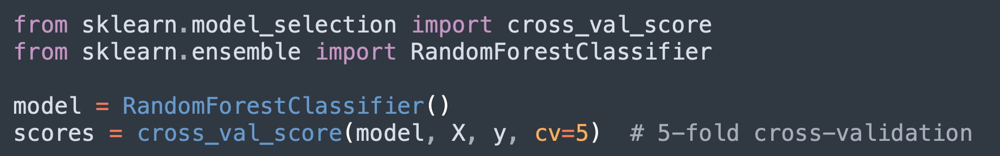 from sklearn.model_selection import cross_val_score
from sklearn.ensemble import RandomForestClassifier
model = RandomForestClassifier()
scores = cross_val_score(model, X, y, cv=5)  # 5-fold cross-validation